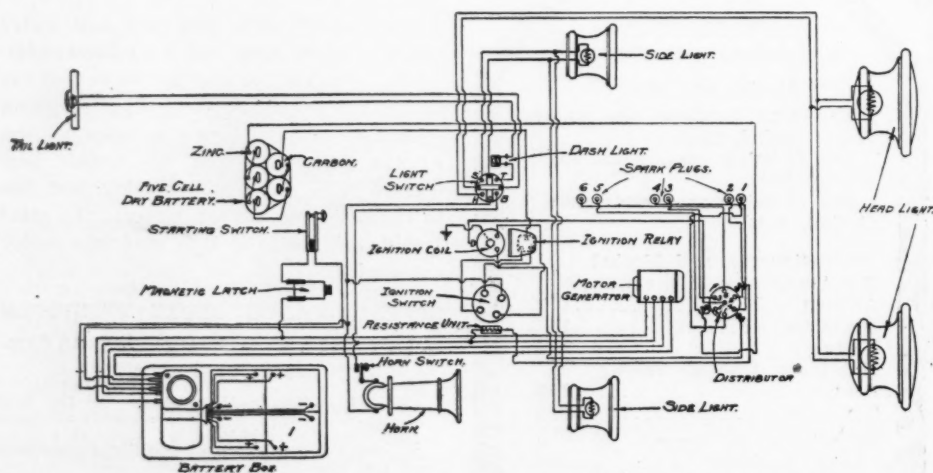 SIDE LIGHT.
TAIL LIGHT.
ZINC.
CARBON.
DASH LIGHT.
LIGHT
SWITCH
S T
H B
SPARK PLUGS.
6 5 4 3 2 1
FIVE CELL
DRY BATTERY.
HEAD LIGHT.
STARTING SWITCH.
IGNITION COIL
IGNITION RELAY
MAGNETIC LATCH
MOTOR
GENERATOR
IGNITION
SWITCH
RESISTANCE UNIT.
HORN SWITCH.
DISTRIBUTOR
HORN
SIDE LIGHT.
BATTERY BOX